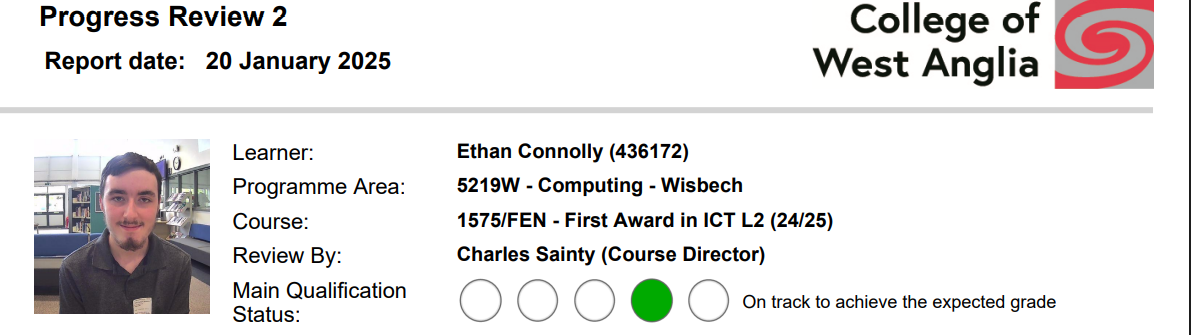 Progress Review 2
Report date: 20 January 2025
College of
West Anglia
Learner: Ethan Connolly (436172)
Programme Area: 5219W - Computing - Wisbech
Course: 1575/FEN - First Award in ICT L2 (24/25)
Review By: Charles Sainty (Course Director)
Main Qualification
Status: On track to achieve the expected grade